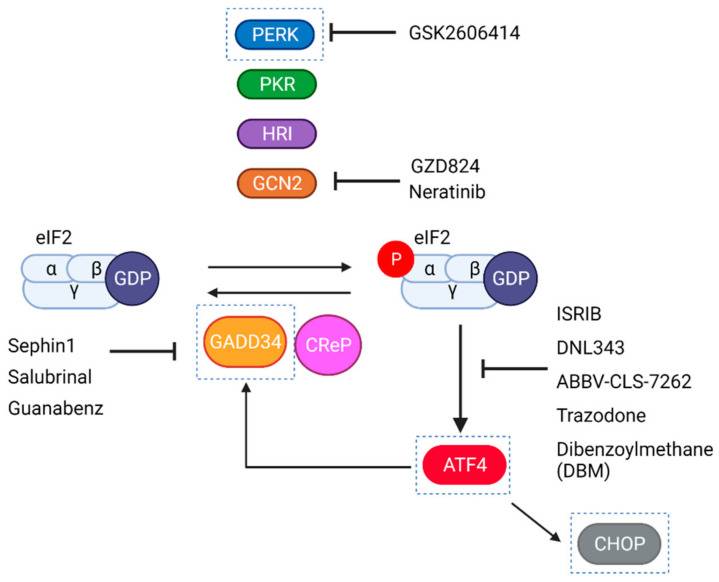 PERK
GSK2606414
PKR
HRI
GCN2
GZD824
Neratinib
eIF2
α
β
γ
GDP
P
eIF2
α
β
γ
GDP
Sephin1
Salubrinal
Guanabenz
GADD34
CReP
ISRIB
DNL343
ABBV-CLS-7262
Trazodone
Dibenzoylmethane
(DBM)
ATF4
CHOP